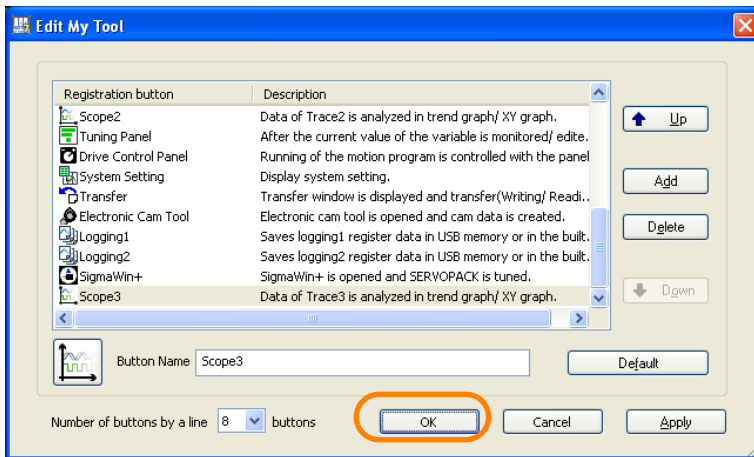 Edit My Tool
Registration button Description
Scope2 Data of Trace2 is analyzed in trend graph/ XY graph.
Tuning Panel After the current value of the variable is monitored/ edite.
Drive Control Panel Running of the motion program is controlled with the panel
System Setting Display system setting.
Transfer Transfer window is displayed and transfer(Writing/ Readi..
Electronic Cam Tool Electronic cam tool is opened and cam data is created.
Logging1 Saves logging1 register data in USB memory or in the built.
Logging2 Saves logging2 register data in USB memory or in the built.
SigmaWin+ SigmaWin+ is opened and SERVOPACK is tuned.
Scope3 Data of Trace3 is analyzed in trend graph/ XY graph.
Up
Add
Delete
Down
Button Name Scope3 Default
Number of buttons by a line 8 buttons OK Cancel Apply